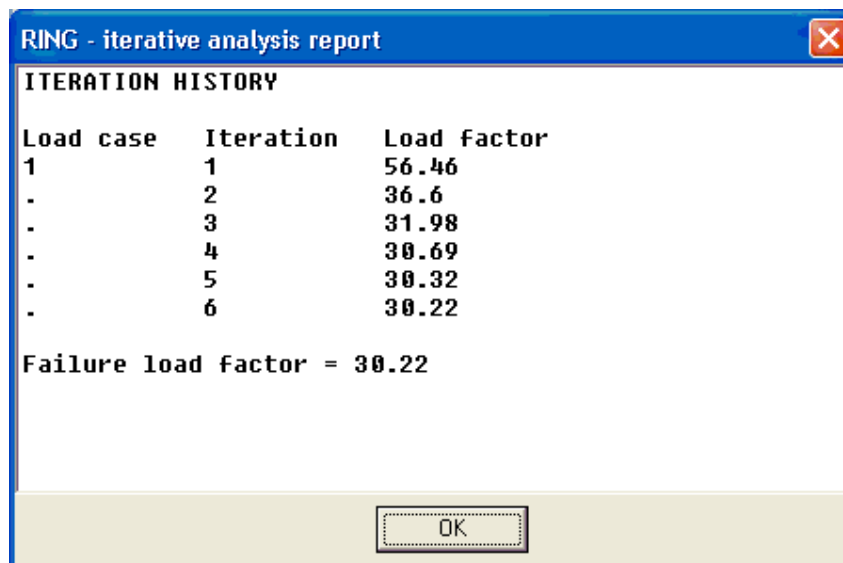 RING - iterative analysis report
ITERATION HISTORY
Load case Iteration Load factor
1 1 56.46
. 2 36.6
. 3 31.98
. 4 30.69
. 5 30.32
. 6 30.22
Failure load factor = 30.22
OK